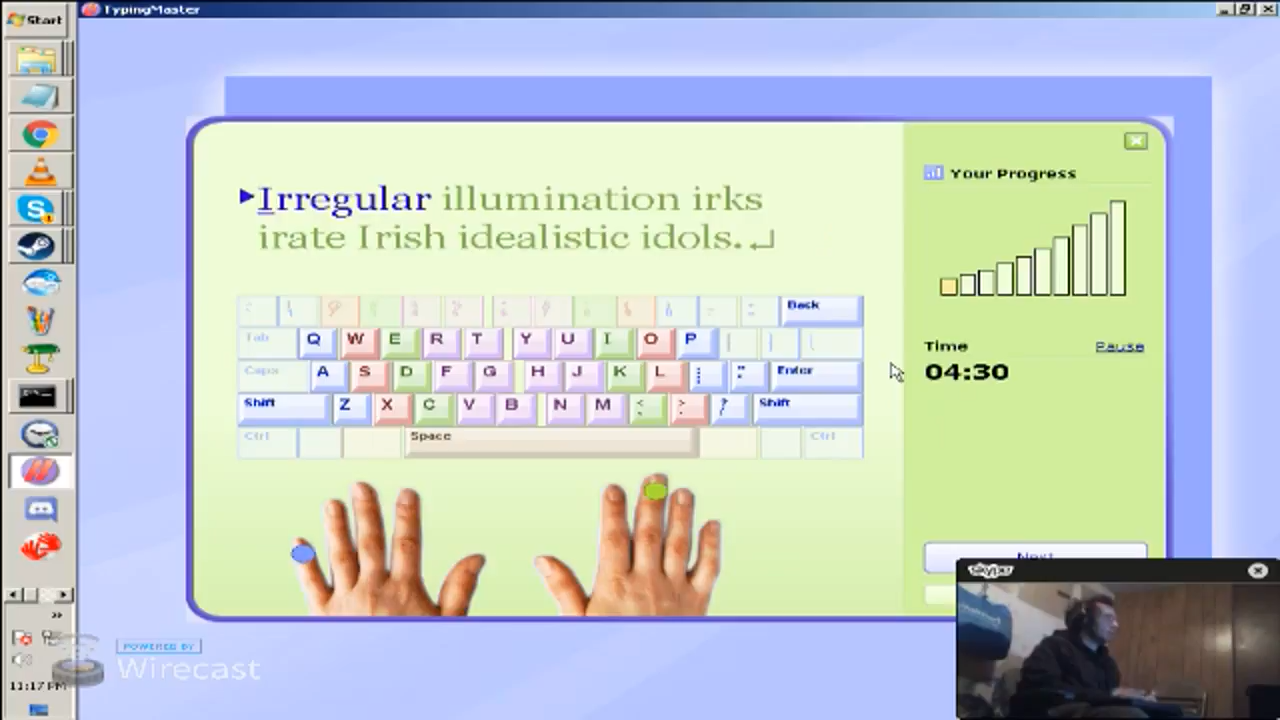 Start
TypingMaster
Irregular illumination irks
irate Irish idealistic idols.
Back
Tab Q W E R T Y U I O P
Caps A S D F G H J K L ; Enter
Shift Z X C V B N M < > ? Shift
Ctrl Space Ctrl
Your Progress
Time Pause
04:30
Next
skype
11:17 PM
POWERED BY
Wirecast